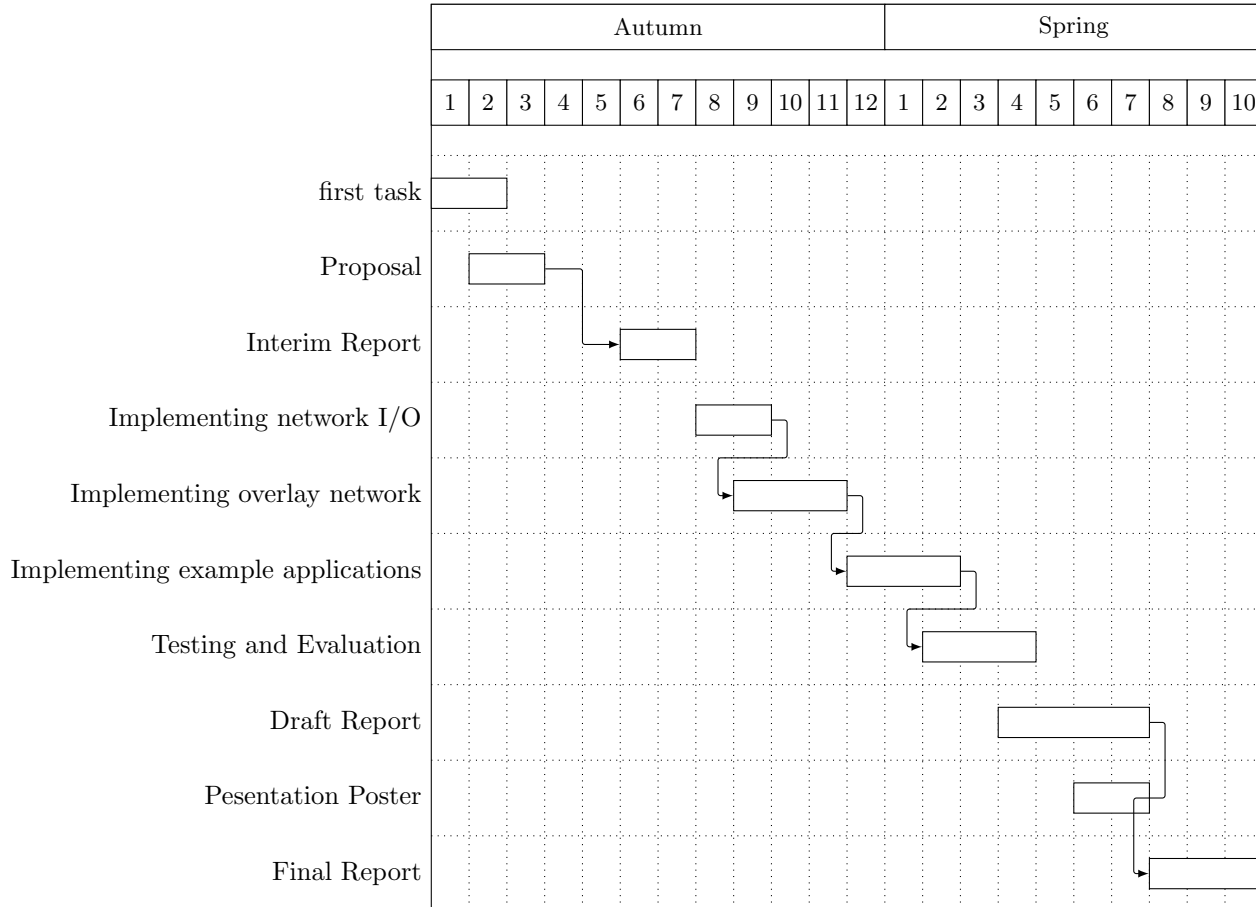 Autumn Spring
1 2 3 4 5 6 7 8 9 10 11 12 1 2 3 4 5 6 7 8 9 10
first task
Proposal
Interim Report
Implementing network I/O
Implementing overlay network
Implementing example applications
Testing and Evaluation
Draft Report
Pesentation Poster
Final Report